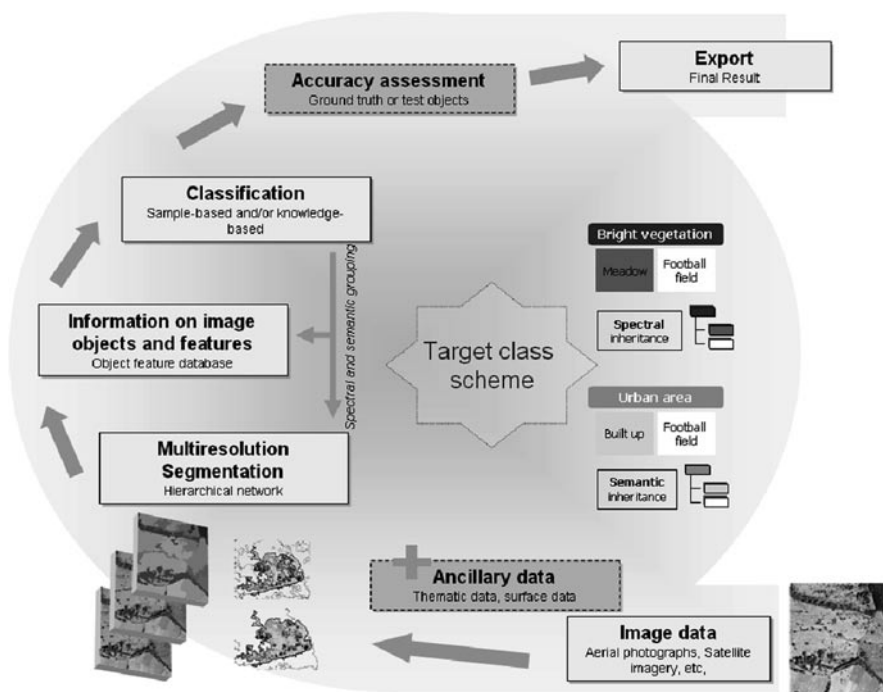 Export
Final Result
Accuracy assessment
Ground truth or test objects
Classification
Sample-based and/or knowledge-
based
Spectral and semantic grouping
Information on image
objects and features
Object feature database
Multiresolution
Segmentation
Hierarchical network
Target class
scheme
Bright vegetation
Meadow
Football
field
Spectral
inheritance
Urban area
Built up
Football
field
Semantic
inheritance
Ancillary data
Thematic data, surface data
Image data
Aerial photographs, Satellite
imagery, etc,